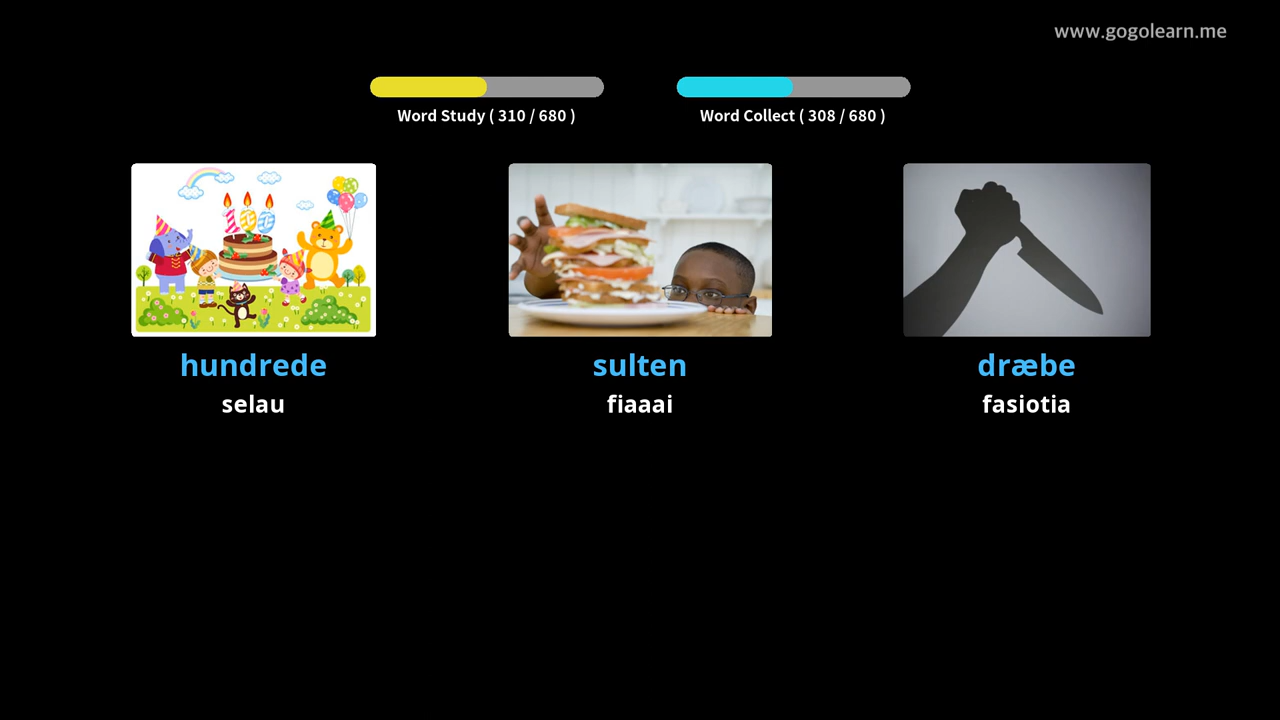 www.gogolearn.me
Word Study ( 310 / 680 )
Word Collect ( 308 / 680 )
100
hundrede
sulten
dræbe
selau
fiaaai
fasiotia